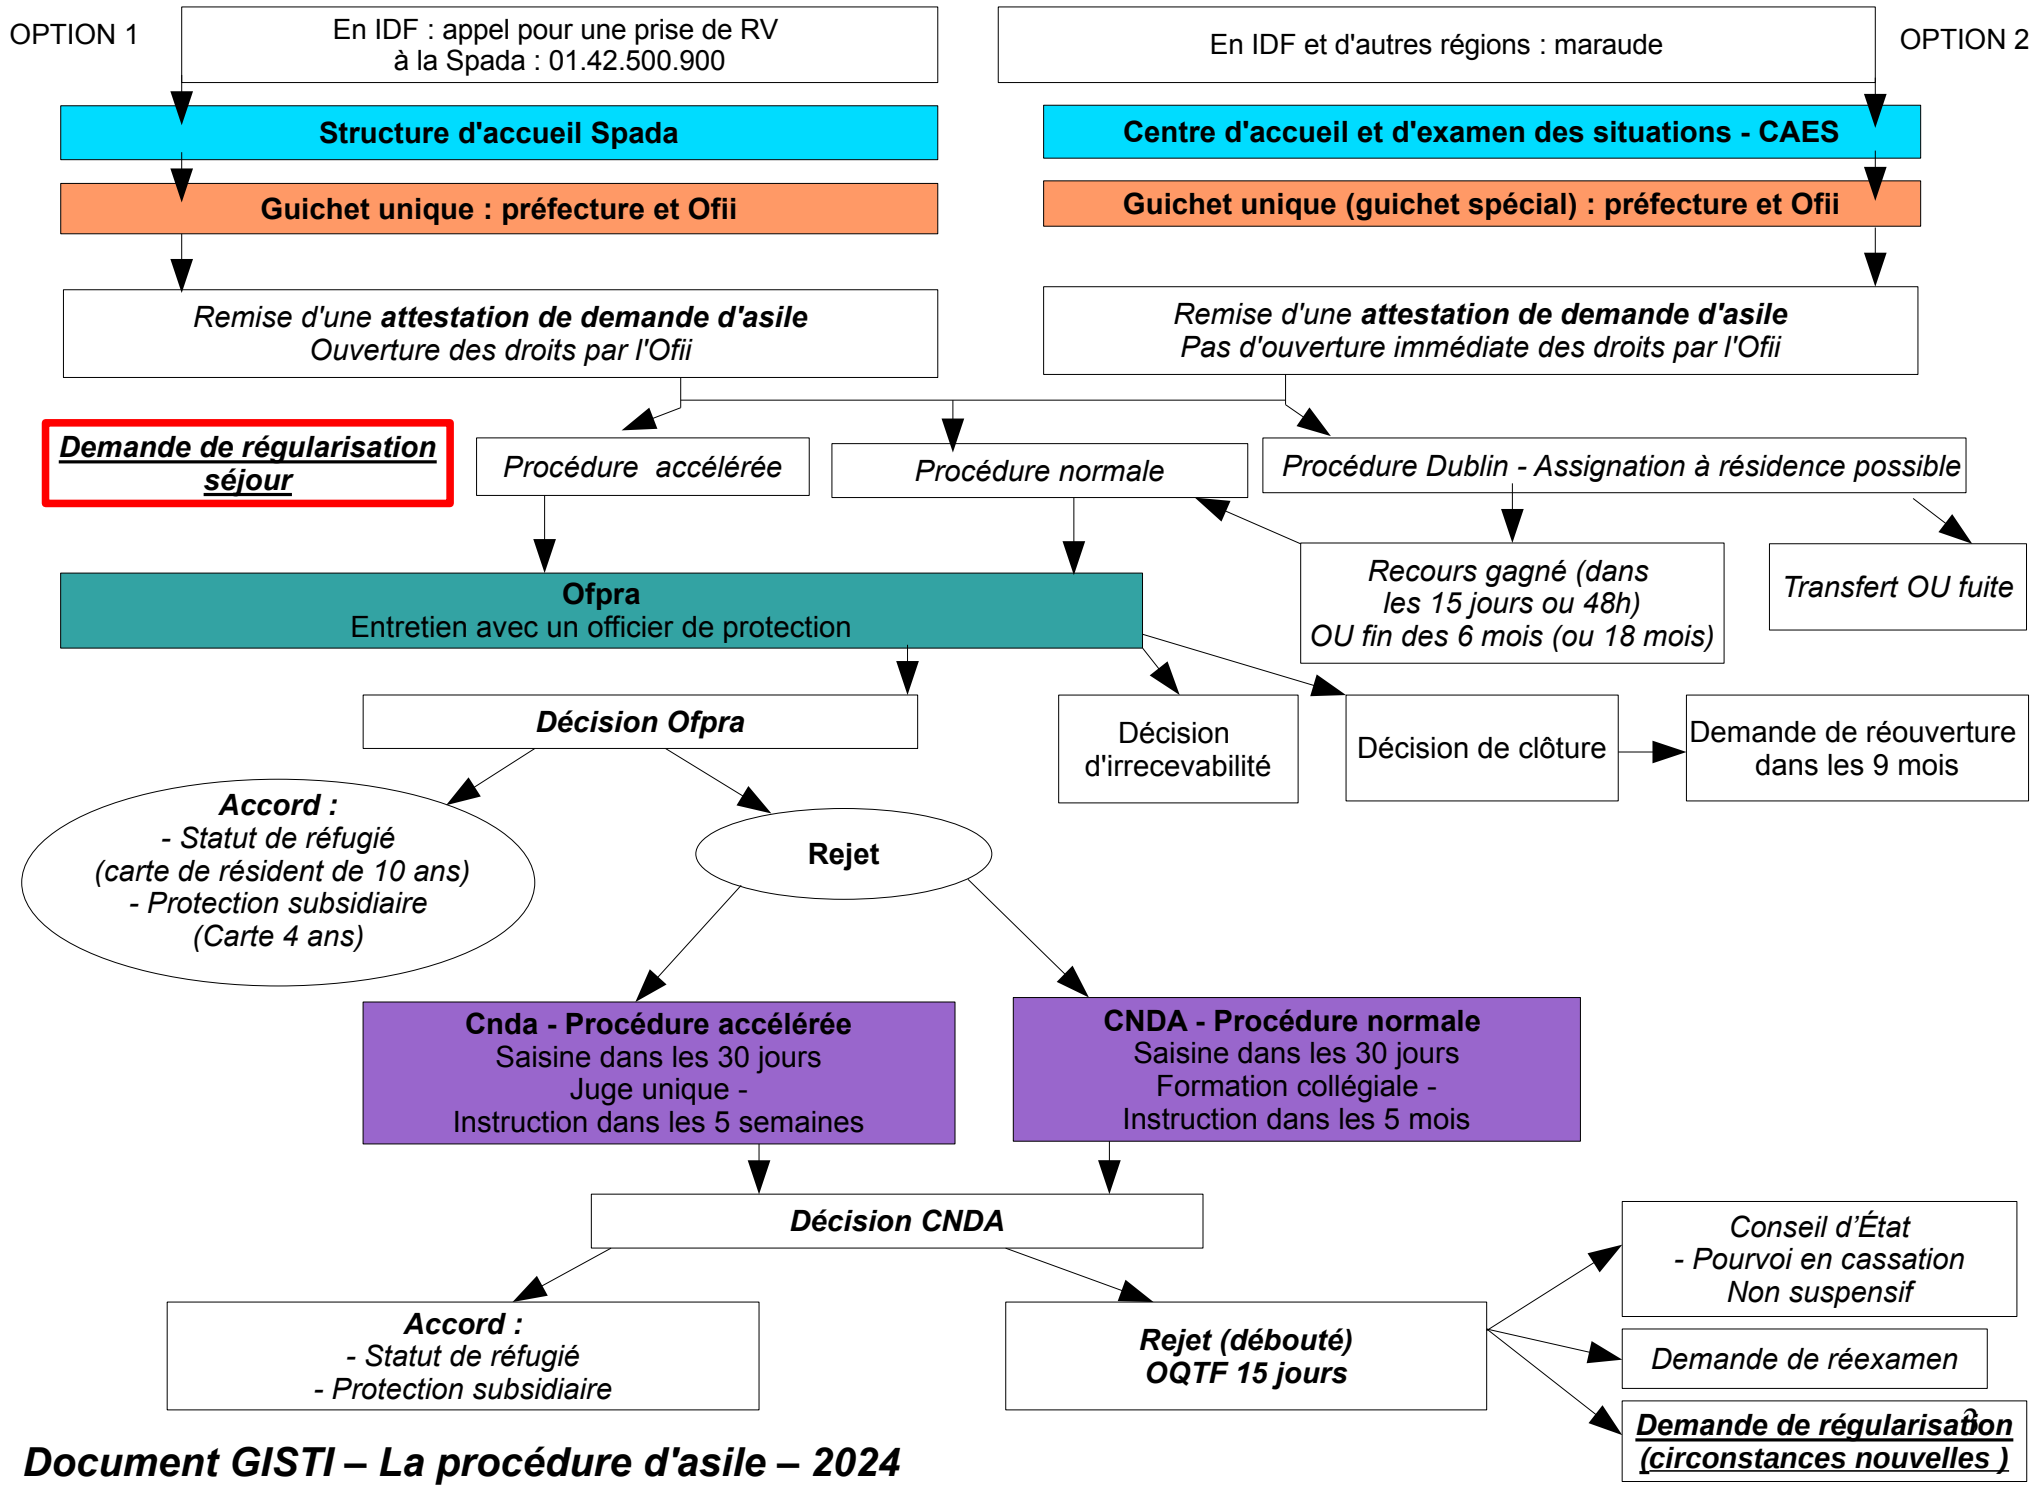 OPTION 1
En IDF : appel pour une prise de RV
à la Spada : 01.42.500.900
En IDF et d'autres régions : maraude
OPTION 2
Structure d'accueil Spada
Centre d'accueil et d'examen des situations - CAES
Guichet unique : préfecture et Ofii
Guichet unique (guichet spécial) : préfecture et Ofii
Remise d'une attestation de demande d'asile
Ouverture des droits par l'Ofii
Remise d'une attestation de demande d'asile
Pas d'ouverture immédiate des droits par l'Ofii
Demande de régularisation
séjour
Procédure accélérée
Procédure normale
Procédure Dublin - Assignation à résidence possible
Ofpra
Entretien avec un officier de protection
Recours gagné (dans
les 15 jours ou 48h)
OU fin des 6 mois (ou 18 mois)
Transfert OU fuite
Décision Ofpra
Décision
d'irrecevabilité
Décision de clôture
Demande de réouverture
dans les 9 mois
Accord :
- Statut de réfugié
(carte de résident de 10 ans)
- Protection subsidiaire
(Carte 4 ans)
Rejet
Cnda - Procédure accélérée
Saisine dans les 30 jours
Juge unique -
Instruction dans les 5 semaines
CNDA - Procédure normale
Saisine dans les 30 jours
Formation collégiale -
Instruction dans les 5 mois
Décision CNDA
Accord :
- Statut de réfugié
- Protection subsidiaire
Rejet (débouté)
OQTF 15 jours
Conseil d’État
- Pourvoi en cassation
Non suspensif
Demande de réexamen
Demande de régularisation
(circonstances nouvelles )
3
Document GISTI – La procédure d'asile – 2024